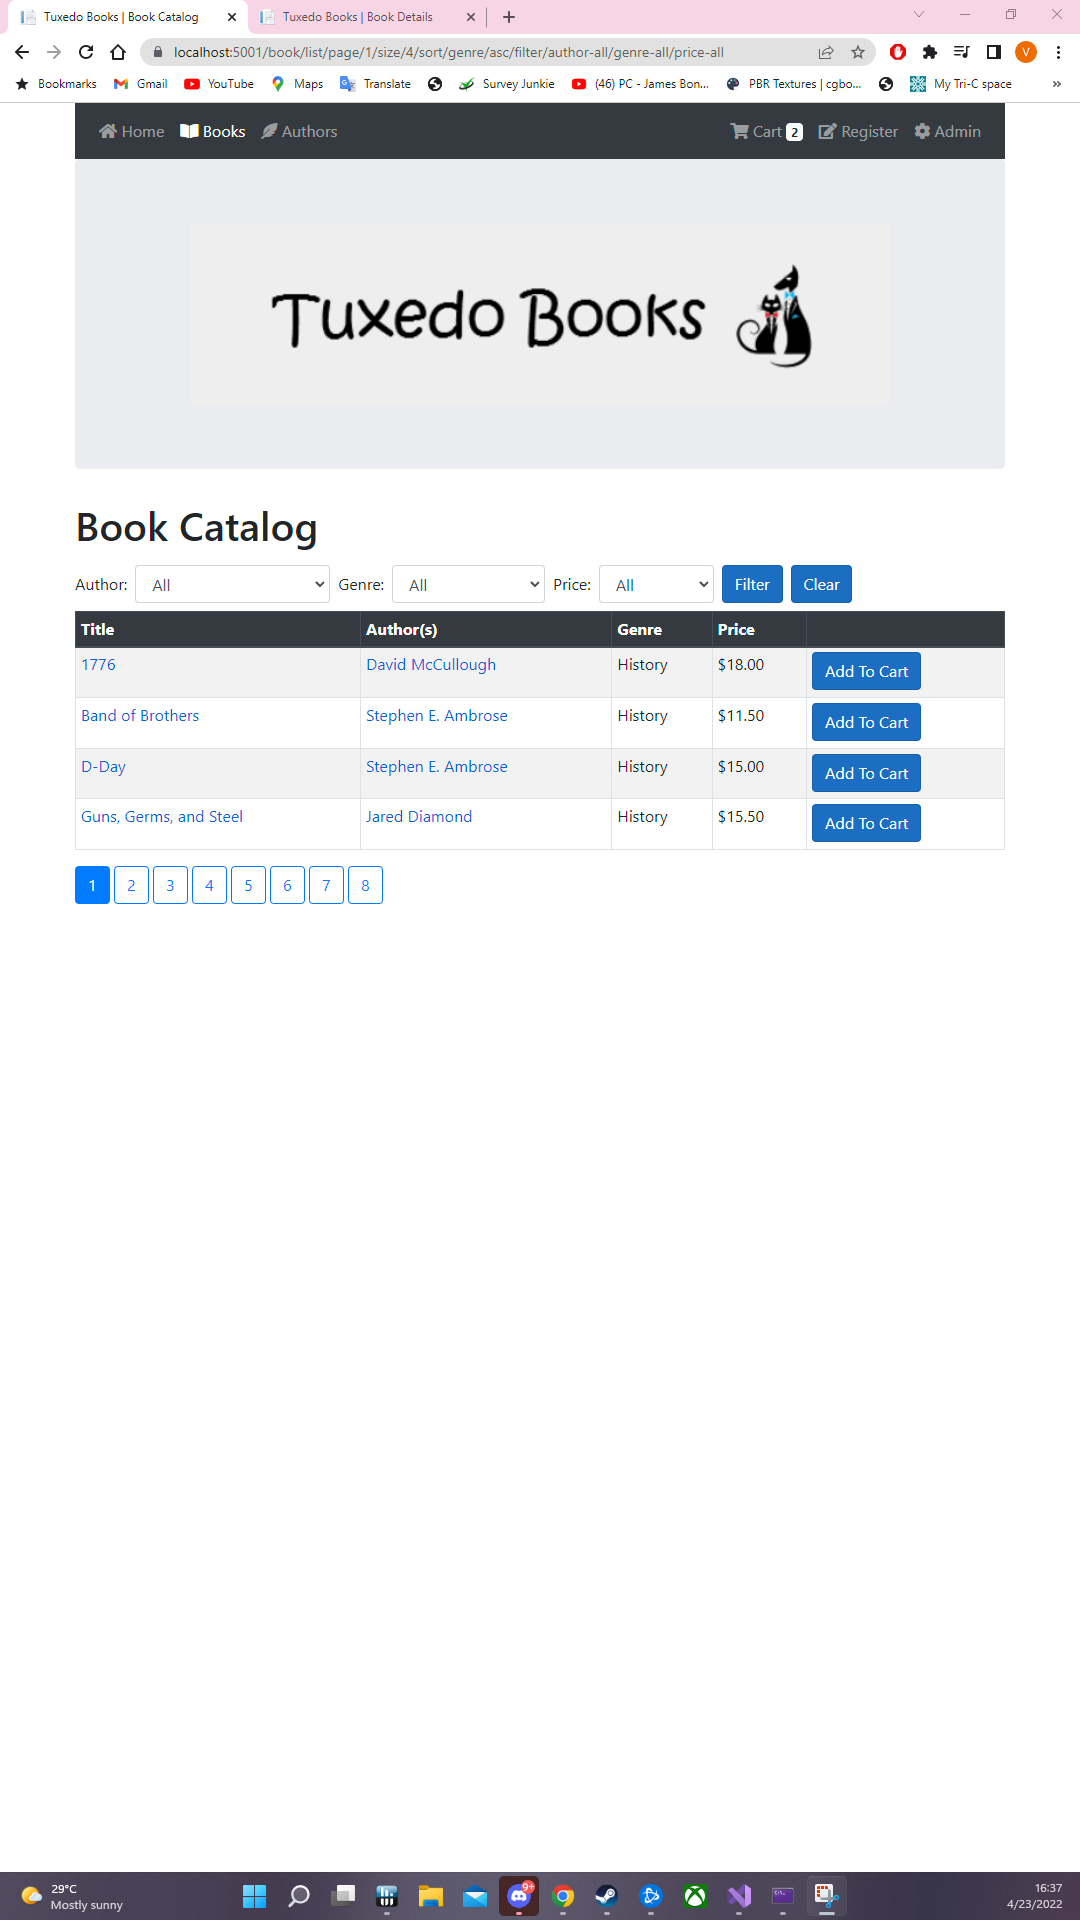 Tuxedo Books | Book Catalog Tuxedo Books | Book Details
localhost:5001/book/list/page/1/size/4/sort/genre/asc/filter/author-all/genre-all/price-all V
Bookmarks Gmail YouTube Maps Translate Survey Junkie (46) PC - James Bon... PBR Textures | cgbo... My Tri-C space »
Home Books Authors Cart 2 Register Admin
Tuxedo Books
Book Catalog
Author: All Genre: All Price: All Filter Clear
Title Author(s) Genre Price
1776 David McCullough History $18.00 Add To Cart
Band of Brothers Stephen E. Ambrose History $11.50 Add To Cart
D-Day Stephen E. Ambrose History $15.00 Add To Cart
Guns, Germs, and Steel Jared Diamond History $15.50 Add To Cart
1 2 3 4 5 6 7 8
29°C
Mostly sunny
9+
16:37
4/23/2022